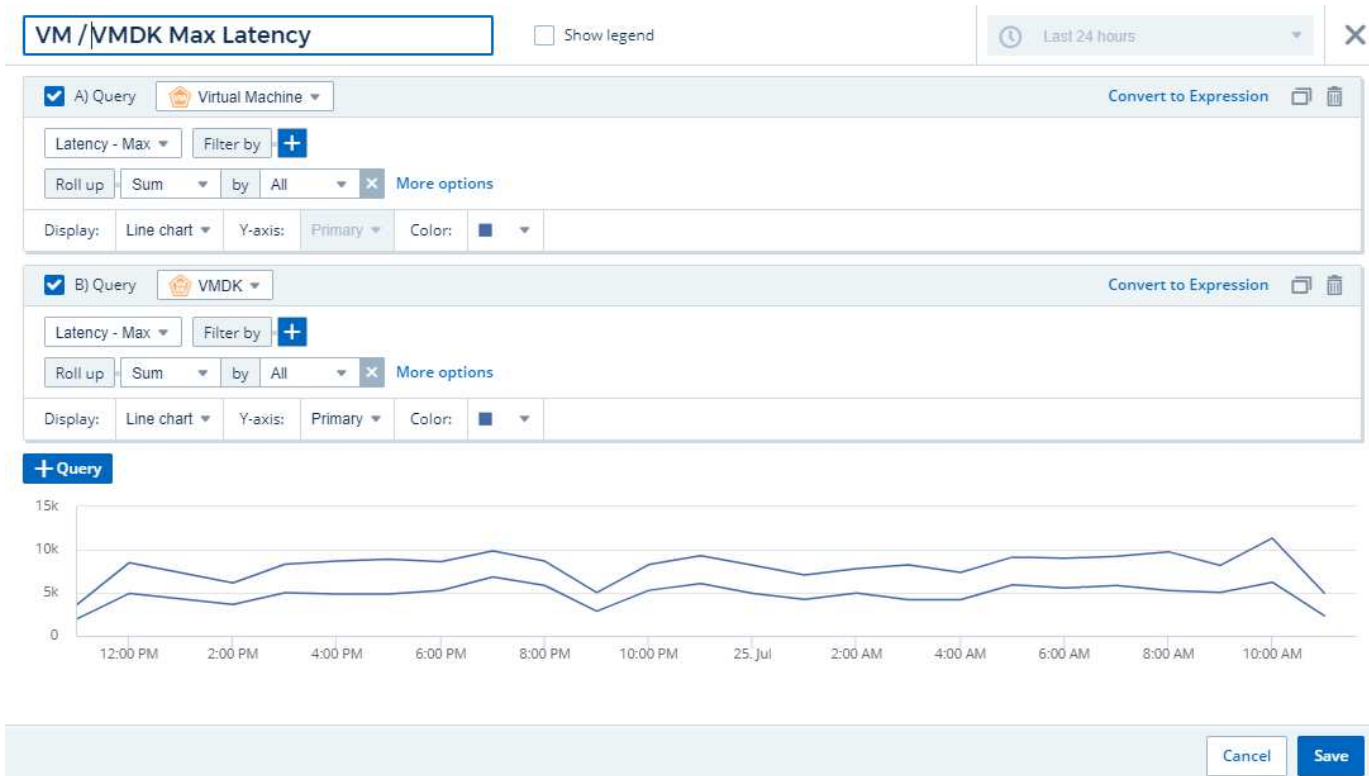 VM / VMDK Max Latency Show legend Last 24 hours
A) Query Virtual Machine Convert to Expression
Latency - Max Filter by +
Roll up Sum by All × More options
Display: Line chart Y-axis: Primary Color:
B) Query VMDK Convert to Expression
Latency - Max Filter by +
Roll up Sum by All × More options
Display: Line chart Y-axis: Primary Color:
+ Query
15k
10k
5k
0
12:00 PM 2:00 PM 4:00 PM 6:00 PM 8:00 PM 10:00 PM 25. Jul 2:00 AM 4:00 AM 6:00 AM 8:00 AM 10:00 AM
Cancel Save